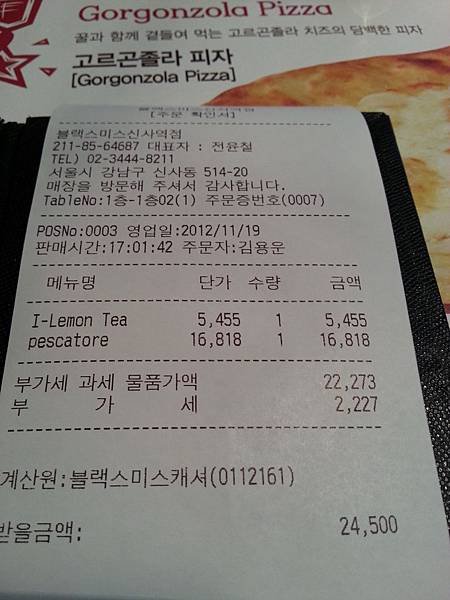 Gorgonzola Pizza
꿀과 함께 곁들여 먹는 고르곤졸라 치즈의 담백한 피자
고르곤졸라 피자
[Gorgonzola Pizza]
블랙스미스신사역점
[주문 확인서]
블랙스미스신사역점
211-85-64687 대표자 : 전윤철
TEL) 02-3444-8211
서울시 강남구 신사동 514-20
매장을 방문해 주셔서 감사합니다.
TableNo:1층-1층02(1) 주문증번호(0007)
POSNo:0003 영업일:2012/11/19
판매시간:17:01:42 주문자:김용운
메뉴명 단가 수량 금액
I-Lemon Tea 5,455 1 5,455
pescatore 16,818 1 16,818
부가세 과세 물품가액 22,273
부 가 세 2,227
계산원:블랙스미스캐셔(0112161)
받을금액: 24,500